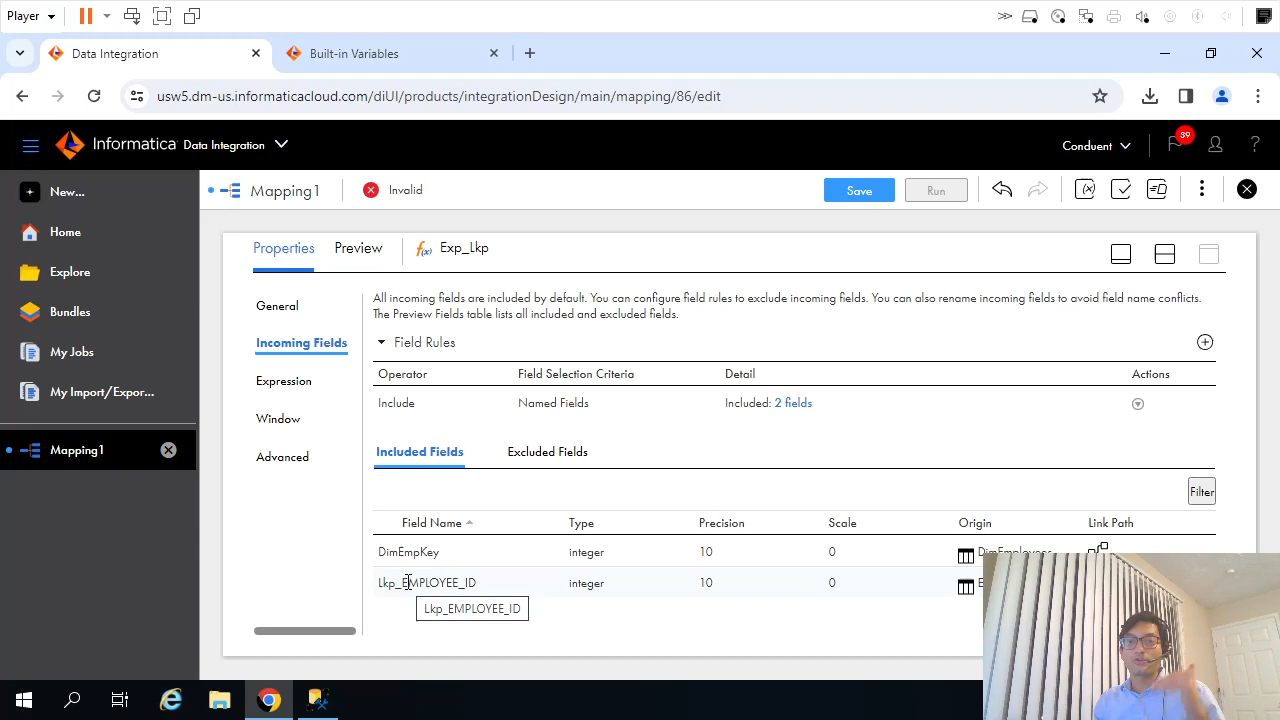 Player
Data Integration
Built-in Variables
usw5.dm-us.informaticacloud.com/diUI/products/integrationDesign/main/mapping/86/edit
Informatica Data Integration
Conduent
39
New...
Home
Explore
Bundles
My Jobs
My Import/Expor...
Mapping1
Mapping1
Invalid
Save
Run
Properties
Preview
f(x) Exp_Lkp
General
Incoming Fields
Expression
Window
Advanced
All incoming fields are included by default. You can configure field rules to exclude incoming fields. You can also rename incoming fields to avoid field name conflicts.
The Preview Fields table lists all included and excluded fields.
Field Rules
Operator Field Selection Criteria Detail Actions
Include Named Fields Included: 2 fields
Included Fields Excluded Fields
Filter
Field Name Type Precision Scale Origin Link Path
DimEmpKey integer 10 0
Lkp_EMPLOYEE_ID integer 10 0
Lkp_EMPLOYEE_ID